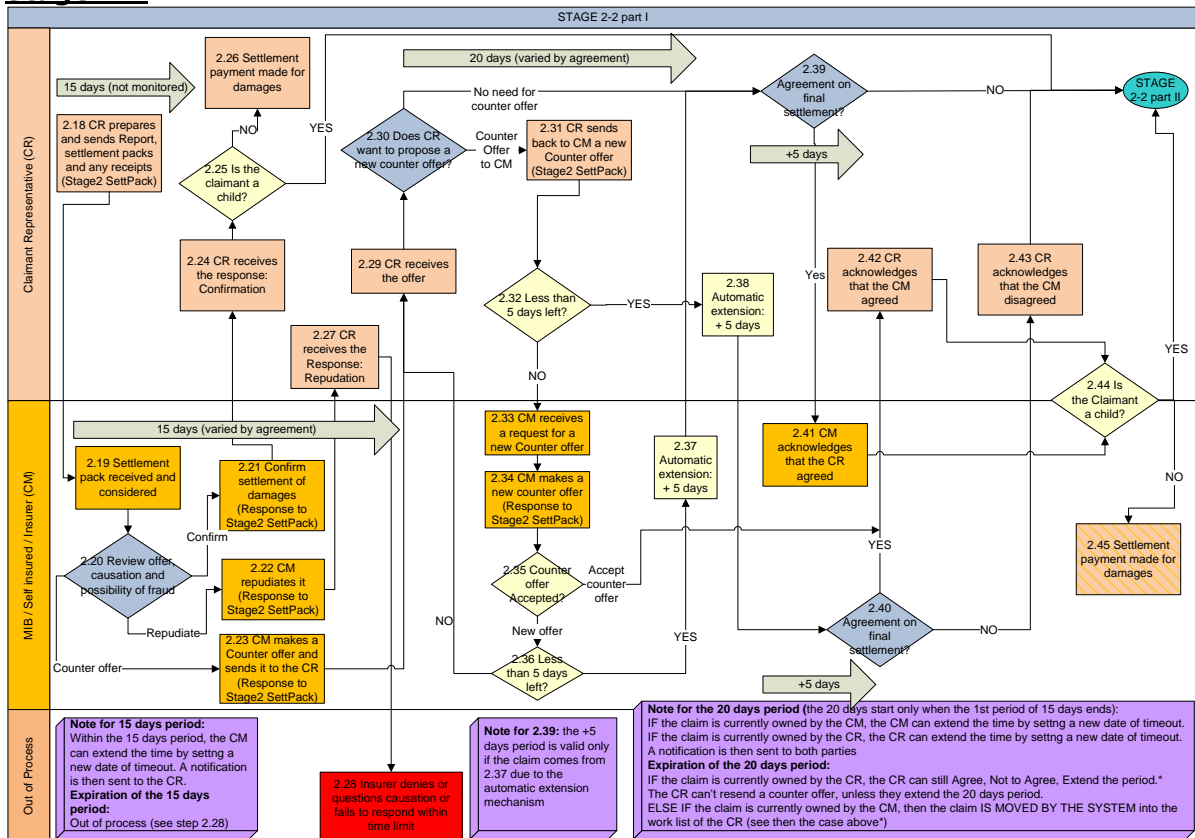 STAGE 2-2 part I
Claimant Representative (CR)
15 days (not monitored)
2.18 CR prepares
and sends Report,
settlement packs
and any receipts
(Stage2 SettPack)
2.26 Settlement
payment made for
damages
NO
YES
2.25 Is the
claimant a
child?
2.24 CR receives
the response:
Confirmation
2.27 CR
receives the
Response:
Repudation
20 days (varied by agreement)
No need for
counter offer
2.30 Does CR
want to propose a
new counter offer?
Counter
Offer
to CM
2.31 CR sends
back to CM a new
Counter offer
(Stage2 SettPack)
2.29 CR receives
the offer
2.32 Less than
5 days left?
YES
NO
2.38
Automatic
extension:
+ 5 days
2.39
Agreement on
final
settlement?
NO
+5 days
Yes
2.42 CR
acknowledges
that the CM
agreed
2.43 CR
acknowledges
that the CM
disagreed
STAGE
2-2 part II
YES
2.44 Is
the Claimant
a child?
NO
MIB / Self insured / Insurer (CM)
15 days (varied by agreement)
2.19 Settlement
pack received and
considered
2.20 Review offer,
causation and
possibility of fraud
Confirm
Repudiate
Counter offer
2.21 Confirm
settlement of
damages
(Response to
Stage2 SettPack)
2.22 CM
repudiates it
(Response to
Stage2 SettPack)
2.23 CM makes a
Counter offer and
sends it to the CR
(Response to
Stage2 SettPack)
2.33 CM receives
a request for a
new Counter offer
2.34 CM makes a
new counter offer
(Response to
Stage2 SettPack)
2.35 Counter
offer
Accepted?
Accept
counter
offer
New offer
2.36 Less
than 5 days
left?
NO
YES
2.37
Automatic
extension:
+ 5 days
2.41 CM
acknowledges
that the CR
agreed
YES
2.40
Agreement on
final
settlement?
NO
+5 days
2.45 Settlement
payment made for
damages
Out of Process
Note for 15 days period:
Within the 15 days period, the CM
can extend the time by settng a
new date of timeout. A notification
is then sent to the CR.
Expiration of the 15 days
period:
Out of process (see step 2.28)
2.28 Insurer denies or
questions causation or
fails to respond within
time limit
Note for 2.39: the +5
days period is valid only
if the claim comes from
2.37 due to the
automatic extension
mechanism
Note for the 20 days period (the 20 days start only when the 1st period of 15 days ends):
IF the claim is currently owned by the CM, the CM can extend the time by settng a new date of timeout.
IF the claim is currently owned by the CR, the CR can extend the time by settng a new date of timeout.
A notification is then sent to both parties
Expiration of the 20 days period:
IF the claim is currently owned by the CR, the CR can still Agree, Not to Agree, Extend the period.*
The CR can't resend a counter offer, unless they extend the 20 days period.
ELSE IF the claim is currently owned by the CM, then the claim IS MOVED BY THE SYSTEM into the
work list of the CR (see then the case above*)